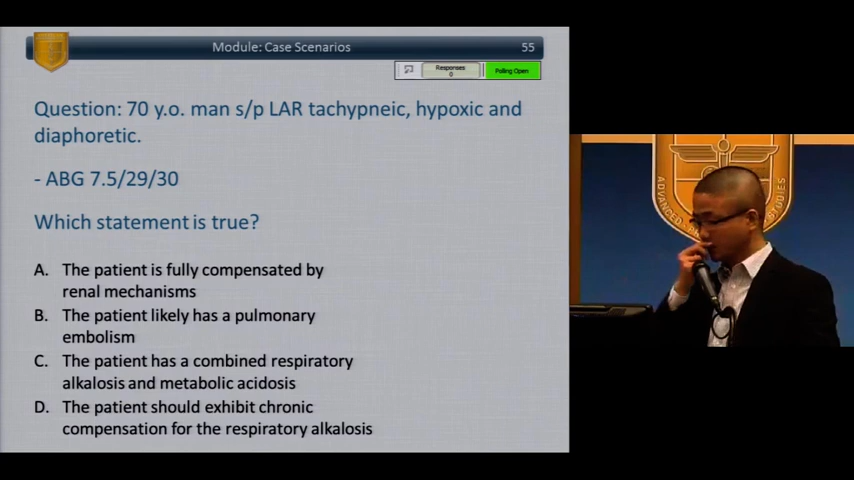 Module: Case Scenarios
55
Responses
0
Polling Open
Question: 70 y.o. man s/p LAR tachypneic, hypoxic and
diaphoretic.
- ABG 7.5/29/30
Which statement is true?
A. The patient is fully compensated by
renal mechanisms
B. The patient likely has a pulmonary
embolism
C. The patient has a combined respiratory
alkalosis and metabolic acidosis
D. The patient should exhibit chronic
compensation for the respiratory alkalosis
ADVANCED